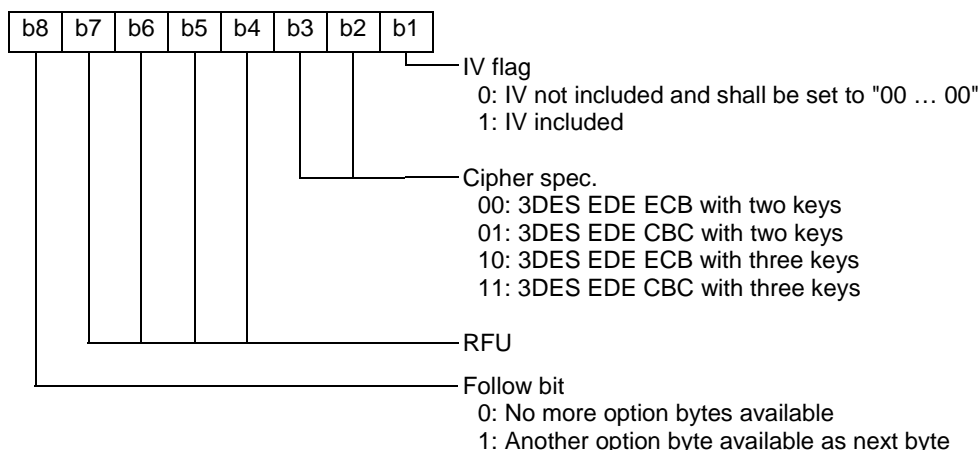 b8 b7 b6 b5 b4 b3 b2 b1
IV flag
0: IV not included and shall be set to "00 … 00"
1: IV included
Cipher spec.
00: 3DES EDE ECB with two keys
01: 3DES EDE CBC with two keys
10: 3DES EDE ECB with three keys
11: 3DES EDE CBC with three keys
RFU
Follow bit
0: No more option bytes available
1: Another option byte available as next byte